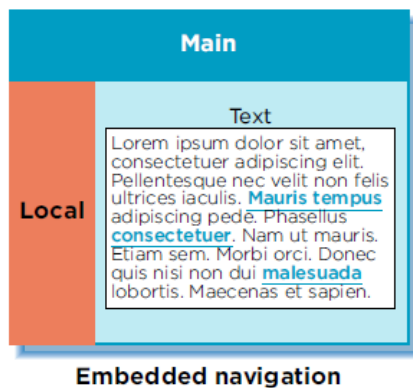 Main
Local
Text
Lorem ipsum dolor sit amet,
consectetuer adipiscing elit.
Pellentesque nec velit non felis
ultrices iaculis. Mauris tempus
adipiscing pede. Phasellus
consectetuer. Nam ut mauris.
Etiam sem. Morbi orci. Donec
quis nisi non dui malesuada
lobortis. Maecenas et sapien.
Embedded navigation